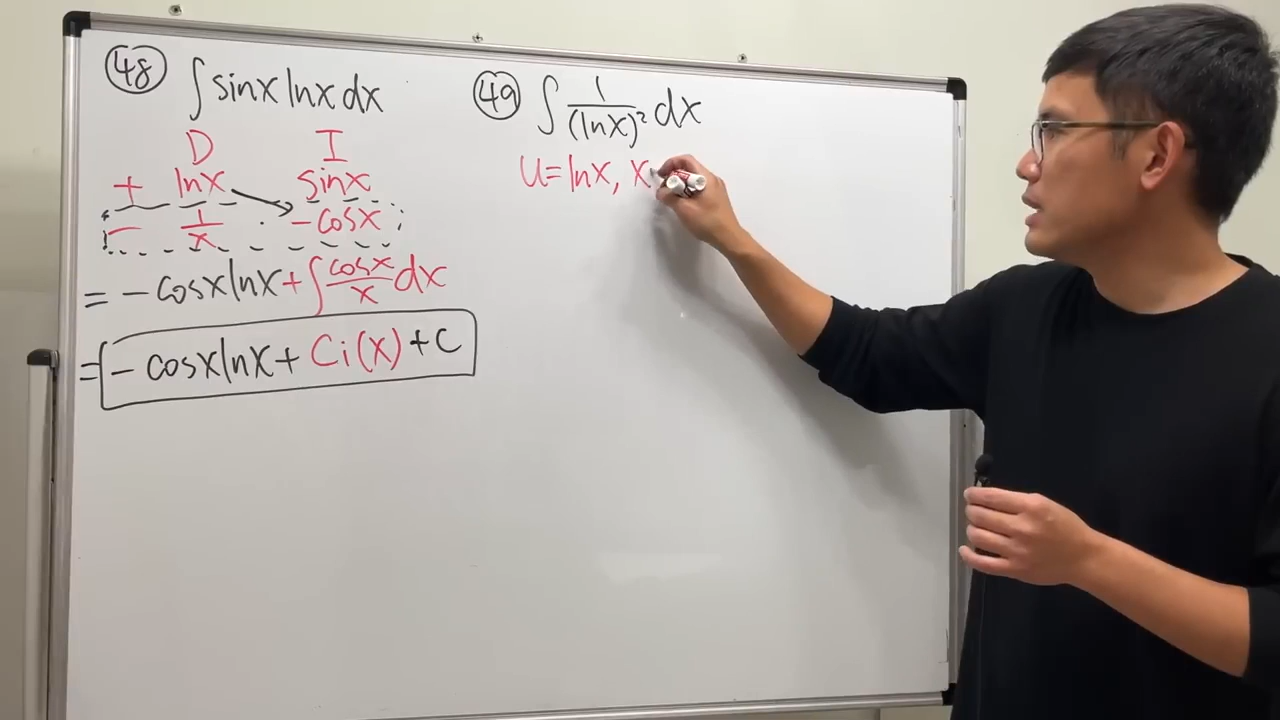 48 ∫ sinx lnx dx
D I
+ lnx sinx
− 1/x · −cosx
= −cosx lnx + ∫ cosx/x dx
= −cosx lnx + Ci(x) + C
49 ∫ 1/(lnx)² dx
u = lnx, x